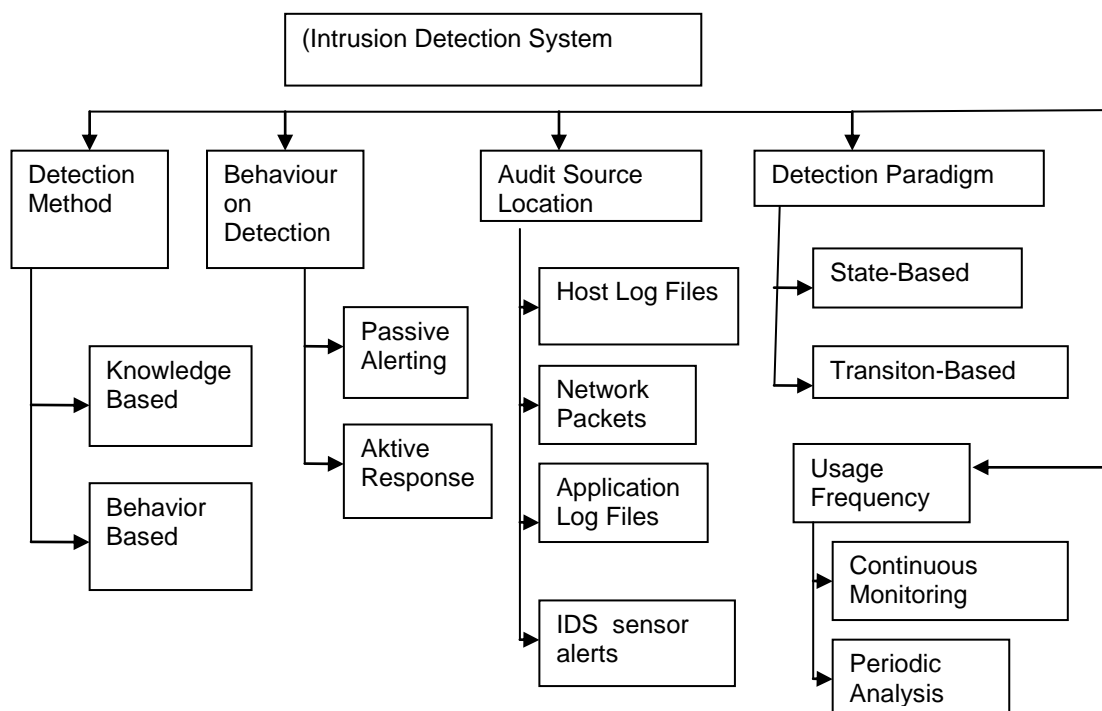 (Intrusion Detection System
Detection
Method
Behaviour
on
Detection
Audit Source
Location
Detection Paradigm
Knowledge
Based
Behavior
Based
Passive
Alerting
Aktive
Response
Host Log Files
Network
Packets
Application
Log Files
IDS sensor
alerts
State-Based
Transiton-Based
Usage
Frequency
Continuous
Monitoring
Periodic
Analysis